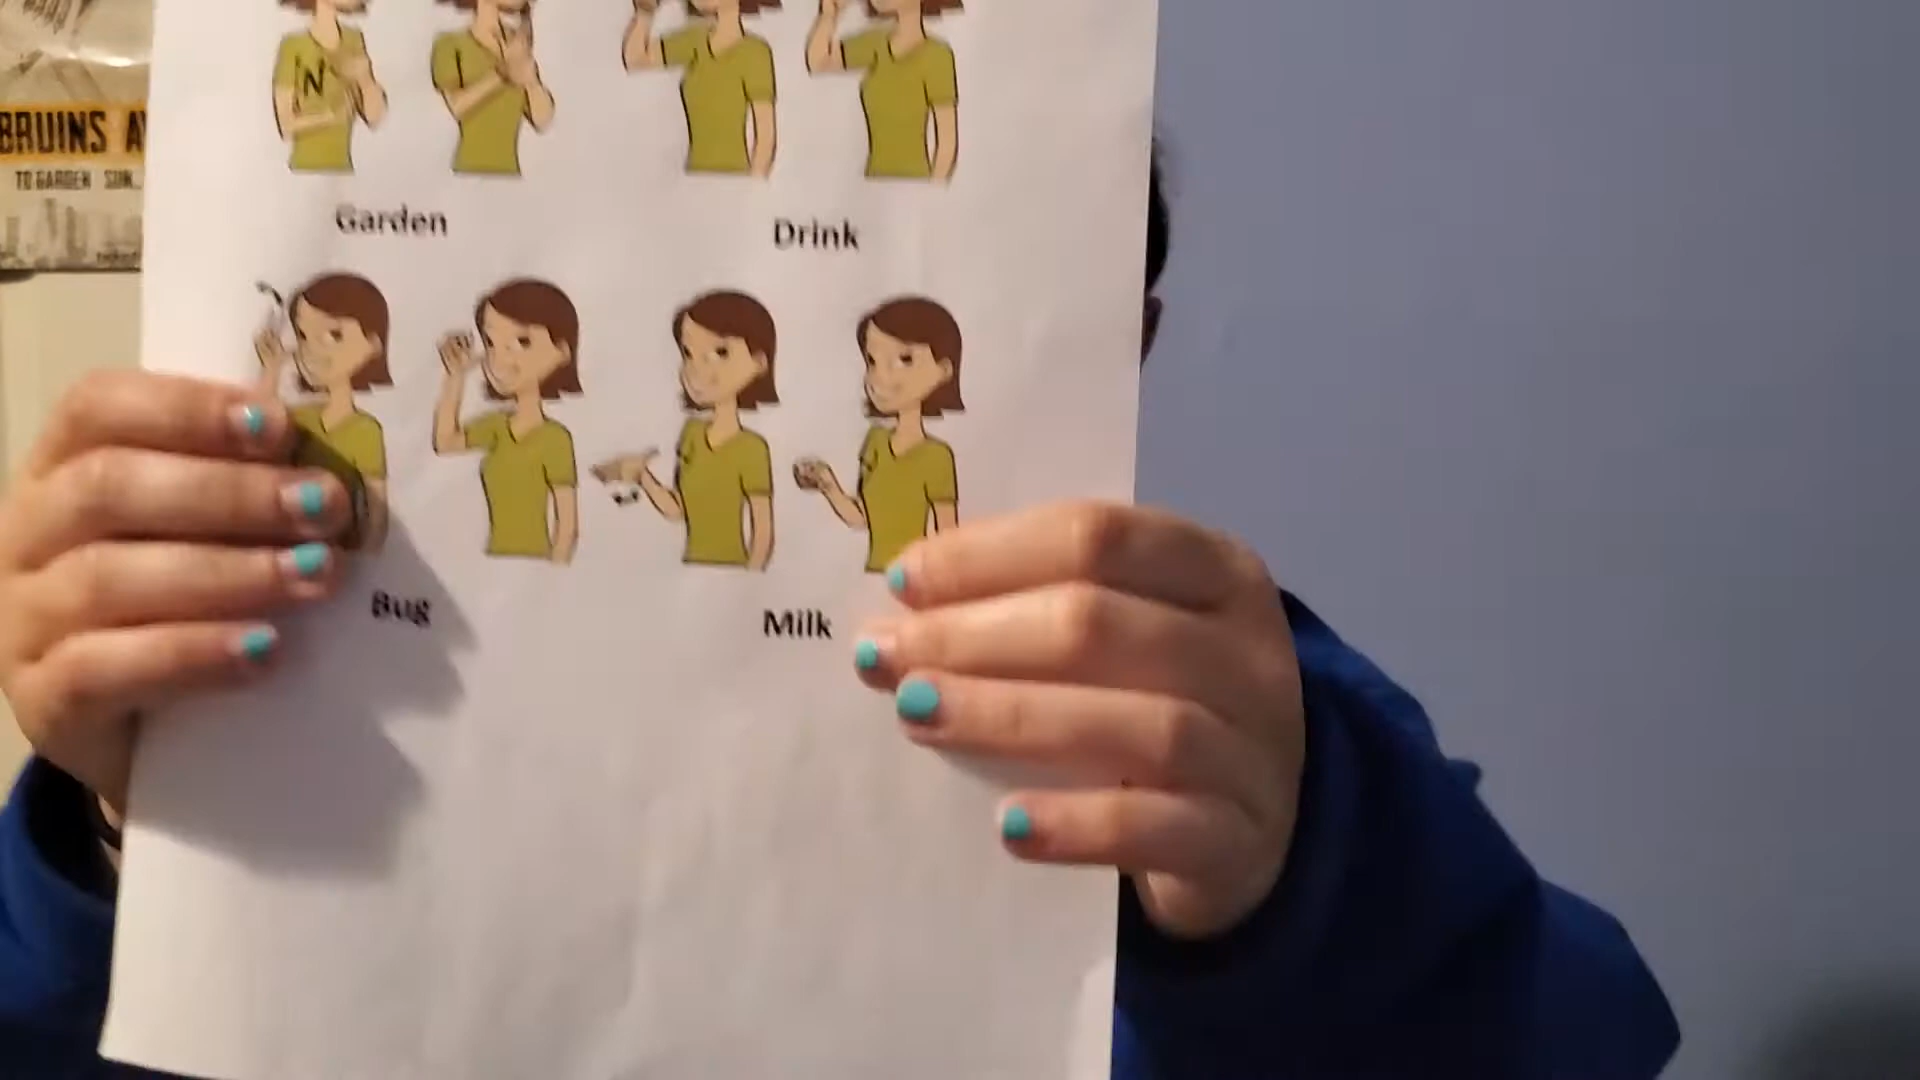 BRUINS A
TO GARDEN SUN...
N
Garden
Drink
Bug
Milk